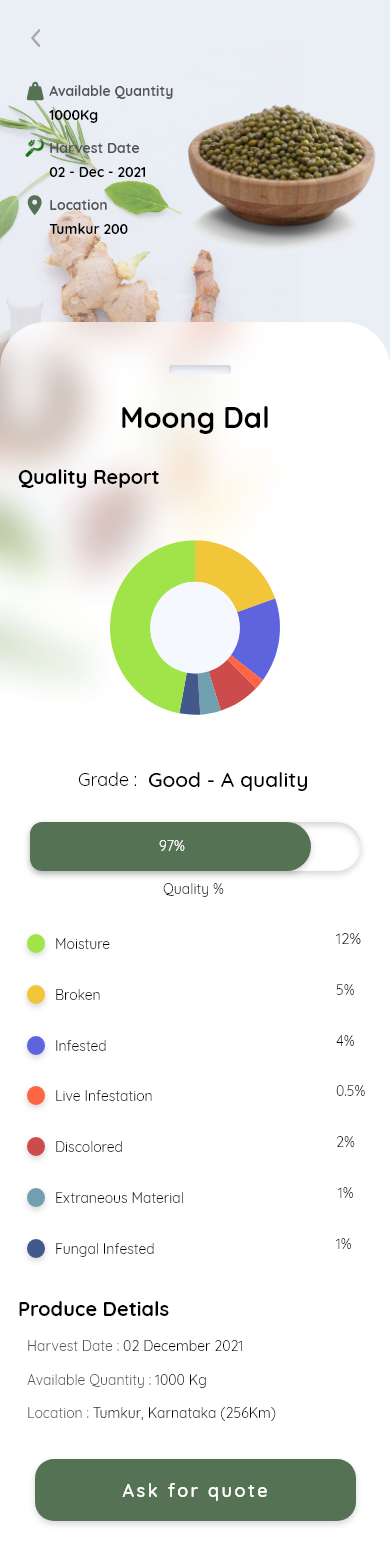 Available Quantity
1000Kg
Harvest Date
02 - Dec - 2021
Location
Tumkur 200
Moong Dal
Quality Report
Grade : Good - A quality
97%
Quality %
Moisture 12%
Broken 5%
Infested 4%
Live Infestation 0.5%
Discolored 2%
Extraneous Material 1%
Fungal Infested 1%
Produce Detials
Harvest Date : 02 December 2021
Available Quantity : 1000 Kg
Location : Tumkur, Karnataka (256Km)
Ask for quote